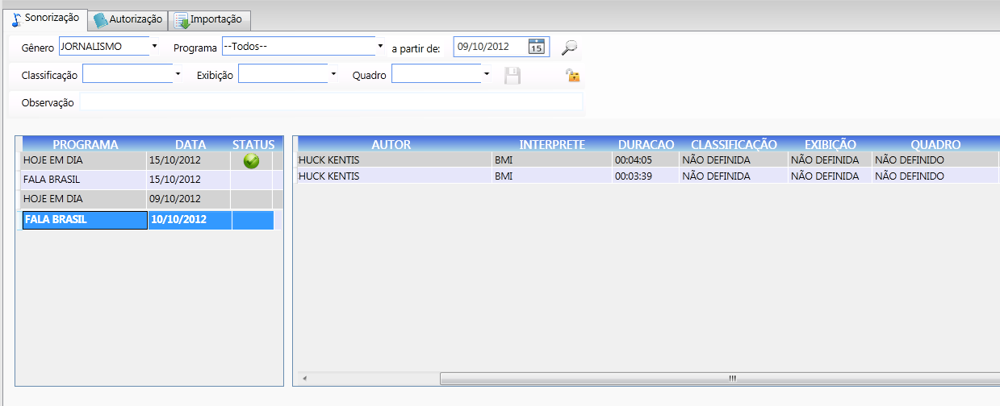 Sonorização Autorização Importação
Gênero JORNALISMO Programa --Todos-- a partir de: 09/10/2012 15
Classificação Exibição Quadro
Observação
PROGRAMA DATA STATUS
HOJE EM DIA 15/10/2012
FALA BRASIL 15/10/2012
HOJE EM DIA 09/10/2012
FALA BRASIL 10/10/2012
AUTOR INTERPRETE DURACAO CLASSIFICAÇÃO EXIBIÇÃO QUADRO
HUCK KENTIS BMI 00:04:05 NÃO DEFINIDA NÃO DEFINIDA NÃO DEFINIDO
HUCK KENTIS BMI 00:03:39 NÃO DEFINIDA NÃO DEFINIDA NÃO DEFINIDO